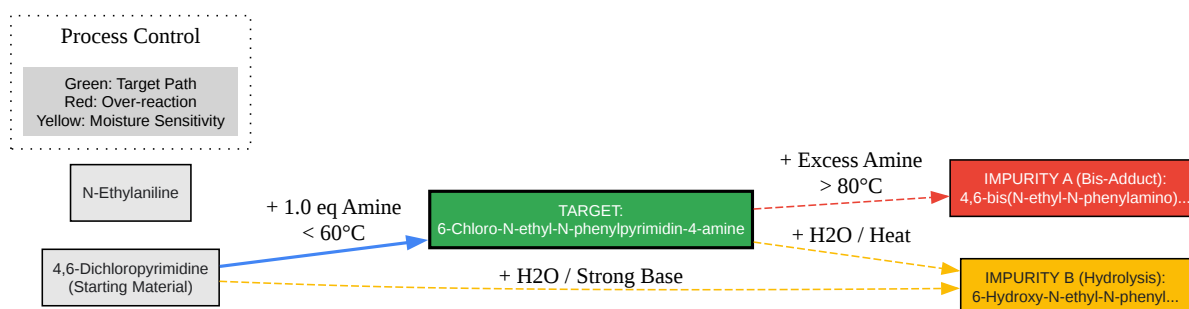 Process Control
Green: Target Path
Red: Over-reaction
Yellow: Moisture Sensitivity
N-Ethylaniline
4,6-Dichloropyrimidine
(Starting Material)
+ 1.0 eq Amine
< 60°C
TARGET:
6-Chloro-N-ethyl-N-phenylpyrimidin-4-amine
+ Excess Amine
> 80°C
+ H2O / Heat
+ H2O / Strong Base
IMPURITY A (Bis-Adduct):
4,6-bis(N-ethyl-N-phenylamino)...
IMPURITY B (Hydrolysis):
6-Hydroxy-N-ethyl-N-phenyl...